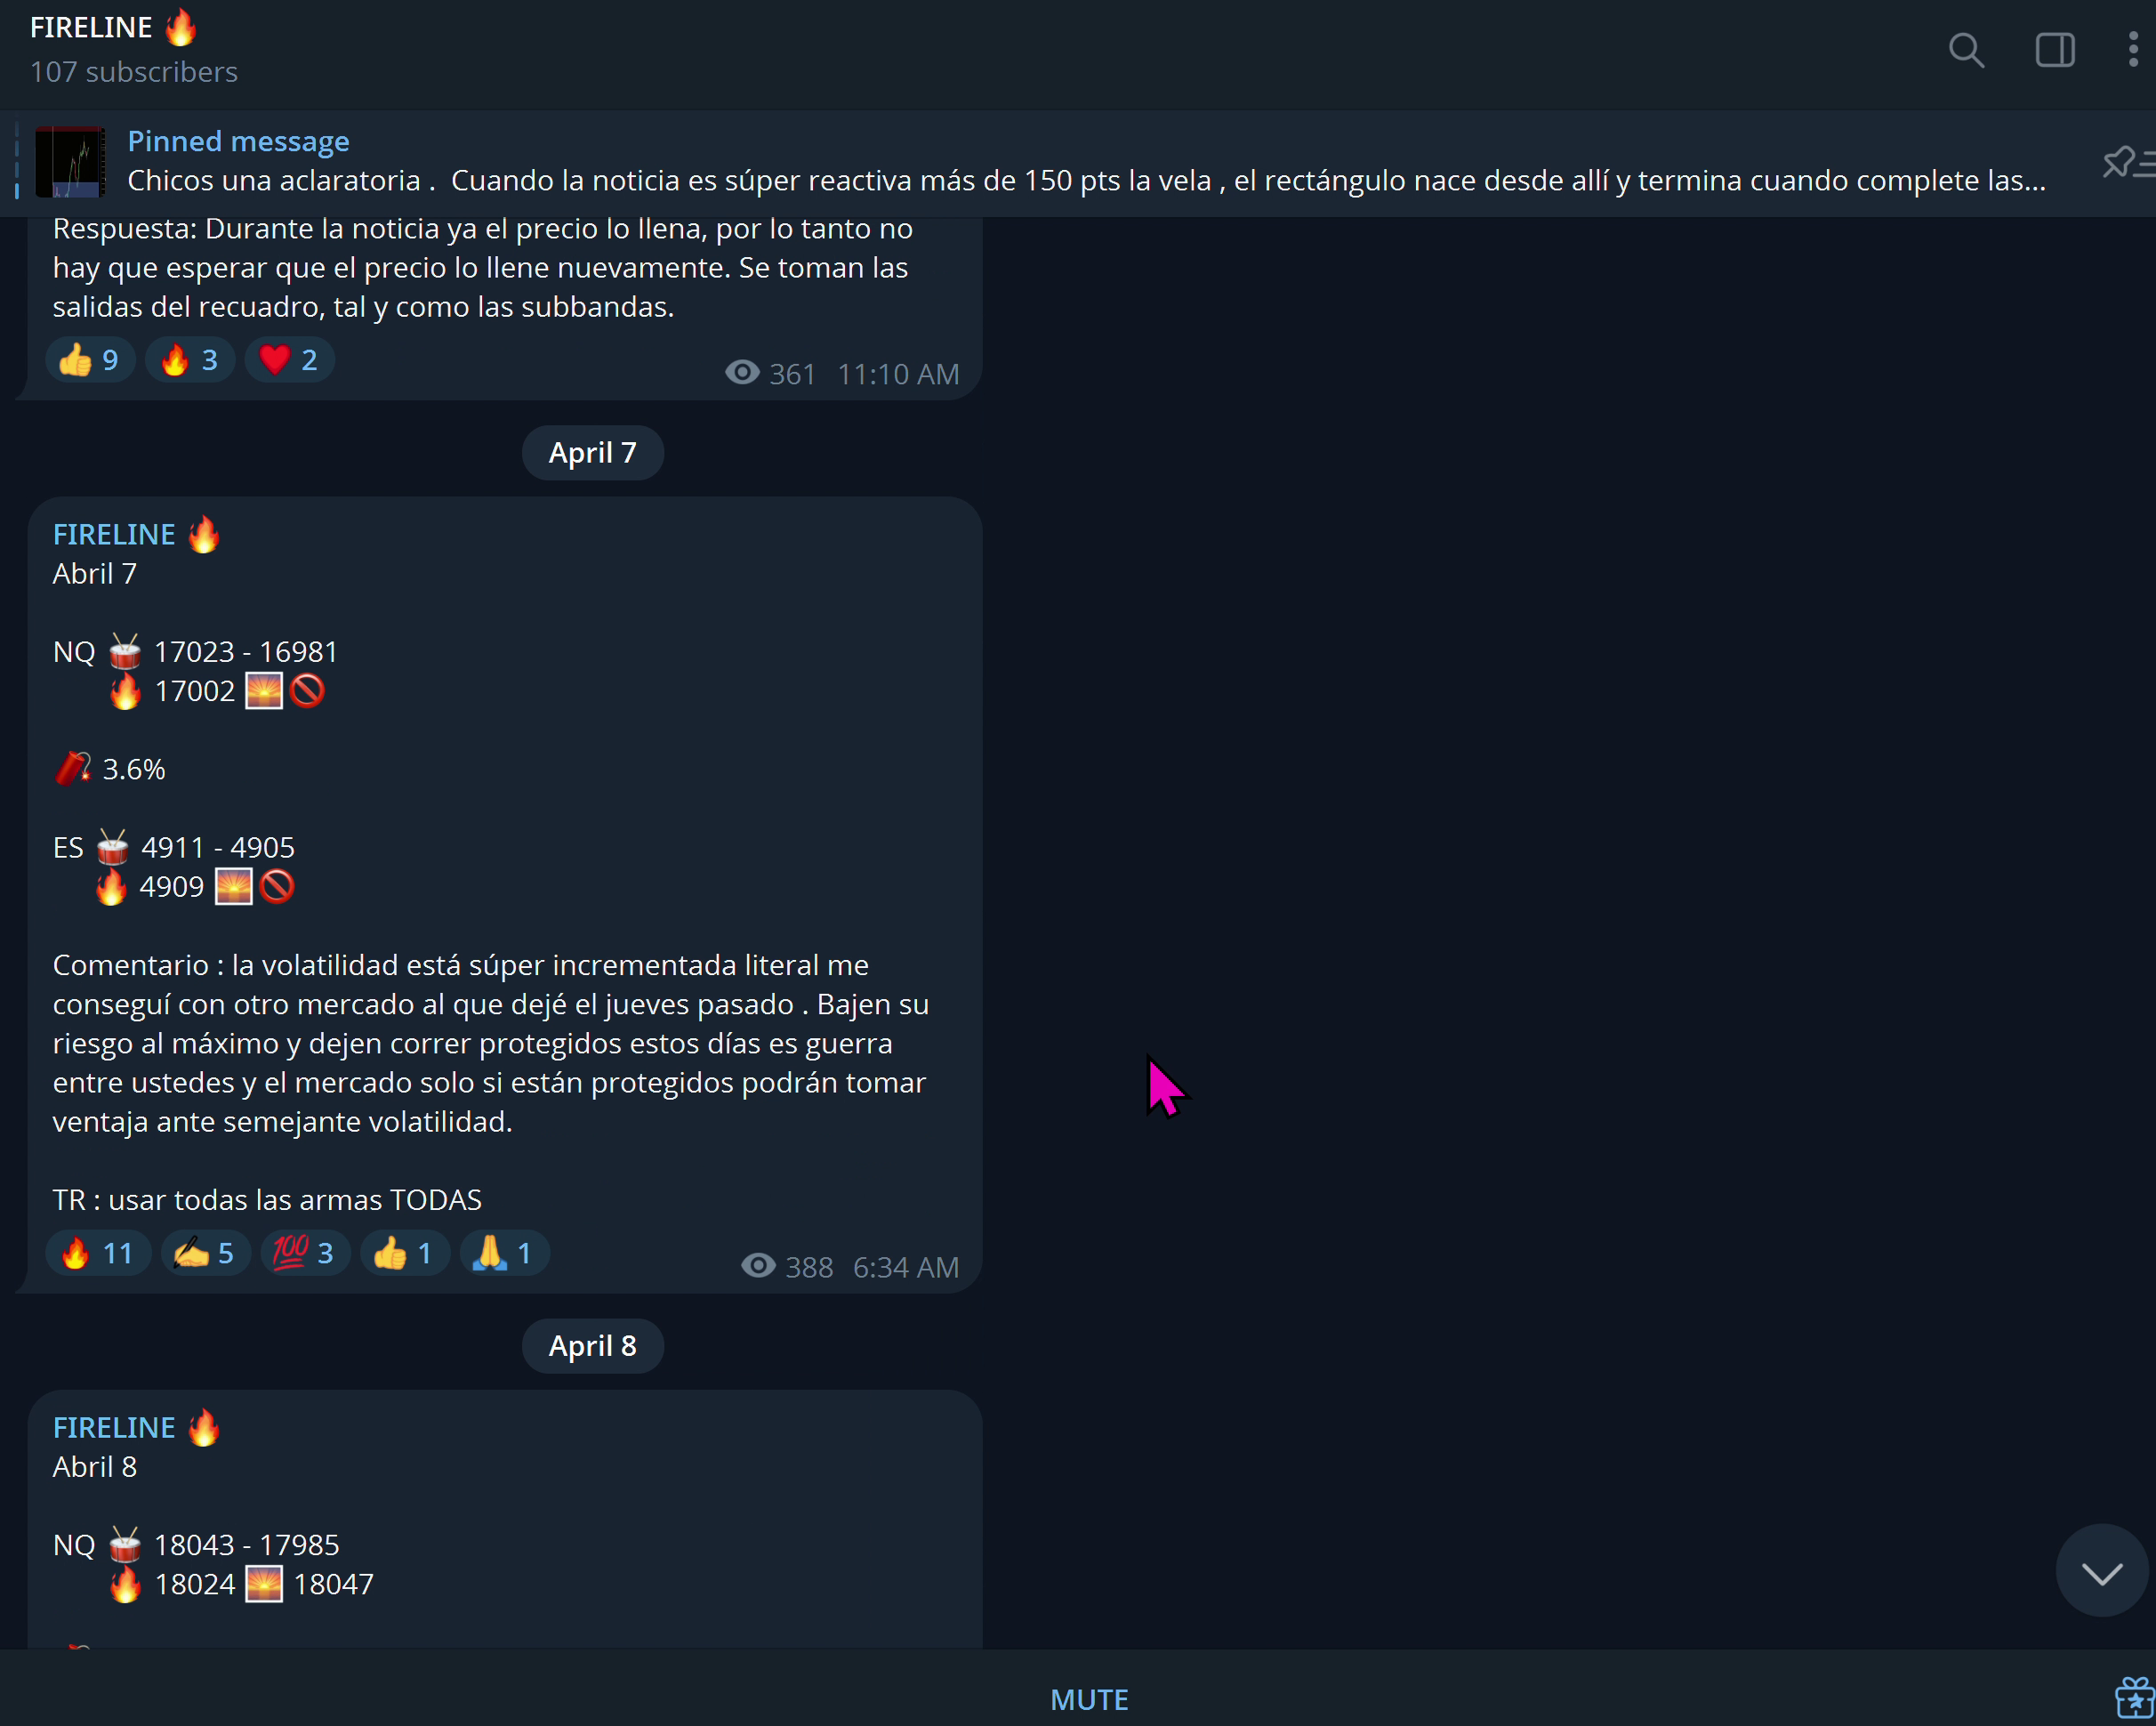 FIRELINE 🔥
107 subscribers
Pinned message
Chicos una aclaratoria .  Cuando la noticia es súper reactiva más de 150 pts la vela , el rectángulo nace desde allí y termina cuando complete las...
Respuesta: Durante la noticia ya el precio lo llena, por lo tanto no
hay que esperar que el precio lo llene nuevamente. Se toman las
salidas del recuadro, tal y como las subbandas.
👍 9 🔥 3 ❤️ 2
361 11:10 AM
April 7
FIRELINE 🔥
Abril 7
NQ 🥁 17023 - 16981
🔥 17002 🌅🚫
🧨 3.6%
ES 🥁 4911 - 4905
🔥 4909 🌅🚫
Comentario : la volatilidad está súper incrementada literal me
conseguí con otro mercado al que dejé el jueves pasado . Bajen su
riesgo al máximo y dejen correr protegidos estos días es guerra
entre ustedes y el mercado solo si están protegidos podrán tomar
ventaja ante semejante volatilidad.
TR : usar todas las armas TODAS
🔥 11 ✍️ 5 💯 3 👍 1 🙏 1
388 6:34 AM
April 8
FIRELINE 🔥
Abril 8
NQ 🥁 18043 - 17985
🔥 18024 🌅 18047
MUTE